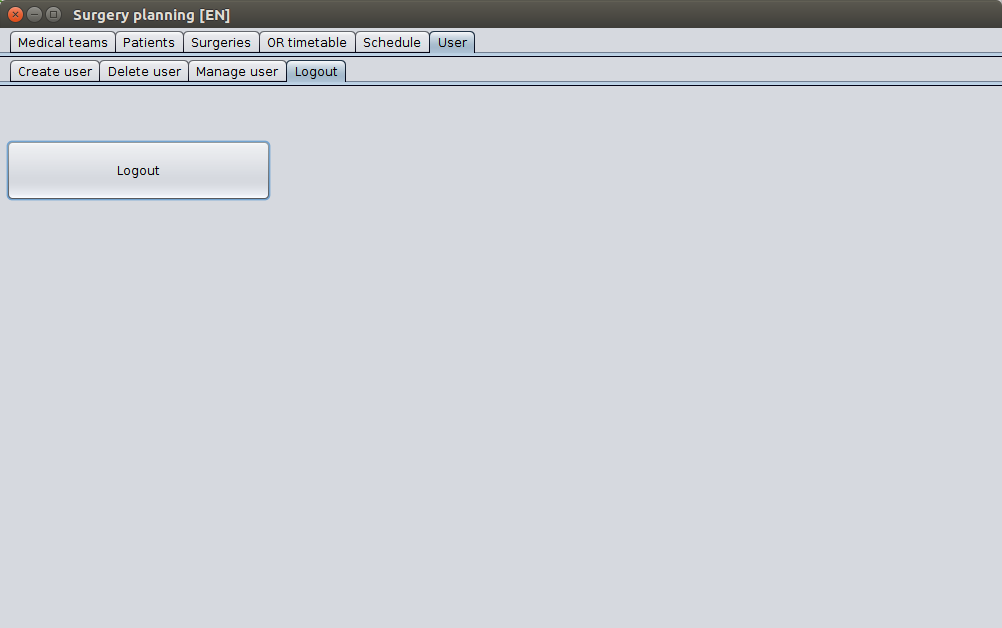 Surgery planning [EN]
Medical teams Patients Surgeries OR timetable Schedule User
Create user Delete user Manage user Logout
Logout